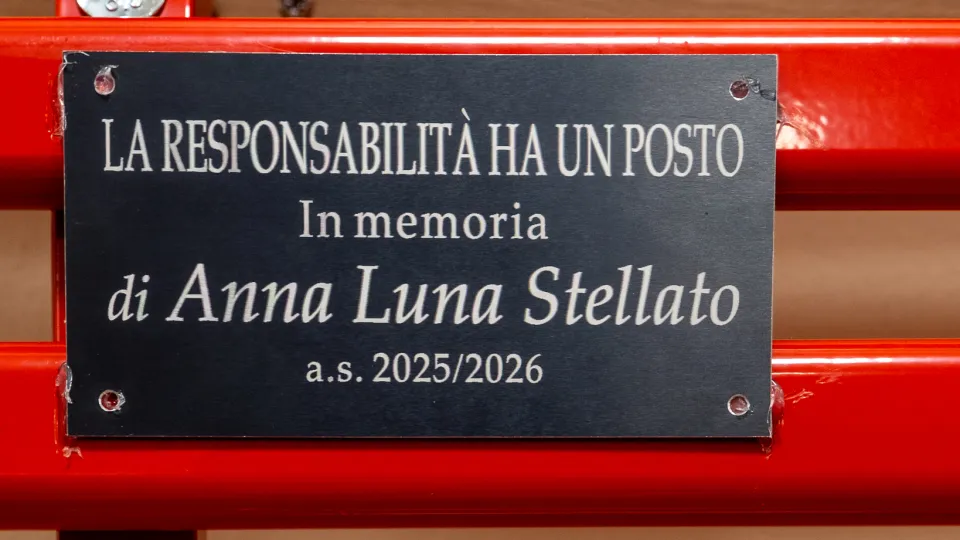 LA RESPONSABILITÀ HA UN POSTO
In memoria
di Anna Luna Stellato
a.s. 2025/2026